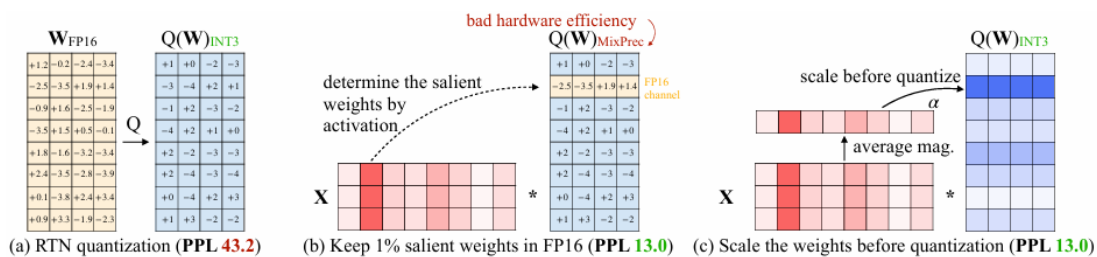 W_FP16
+1.2 −0.2 −2.4 −3.4
−2.5 −3.5 +1.9 +1.4
−0.9 +1.6 −2.5 −1.9
−3.5 +1.5 +0.5 −0.1
+1.8 −1.6 −3.2 −3.4
+2.4 −3.5 −2.8 −3.9
+0.1 −3.8 +2.4 +3.4
+0.9 +3.3 −1.9 −2.3
Q
Q(W)_INT3
+1 +0 −2 −3
−3 −4 +2 +1
−1 +2 −3 −2
−4 +2 +1 +0
+2 −2 −3 −3
+2 −4 −3 −4
+0 −4 +2 +3
+1 +3 −2 −2
(a) RTN quantization (PPL 43.2)
bad hardware efficiency
Q(W)_MixPrec
determine the salient
weights by
activation
+1 +0 −2 −3
−2.5 −3.5 +1.9 +1.4
−1 +2 −3 −2
−4 +2 +1 +0
+2 −2 −3 −3
+2 −4 −3 −4
+0 −4 +2 +3
+1 +3 −2 −2
FP16
channel
X
*
(b) Keep 1% salient weights in FP16 (PPL 13.0)
Q(W)_INT3
scale before quantize
α
average mag.
X
*
(c) Scale the weights before quantization (PPL 13.0)